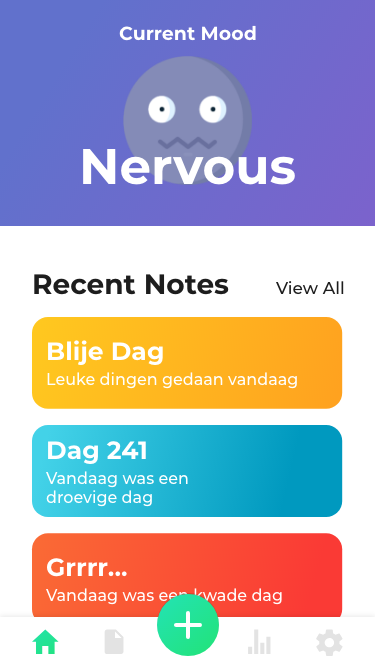 Current Mood
Nervous
Recent Notes
View All
Blije Dag
Leuke dingen gedaan vandaag
Dag 241
Vandaag was een
droevige dag
Grrrr...
Vandaag was een kwade dag